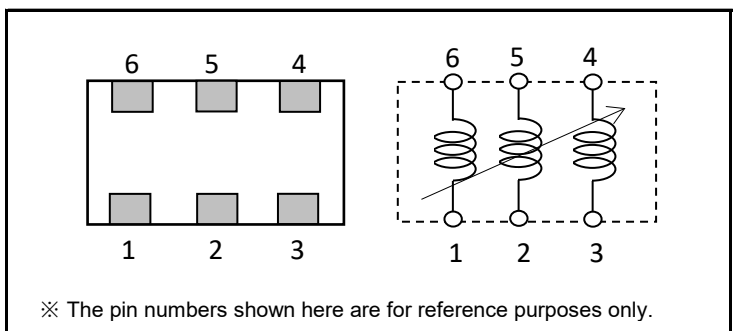 6 5 4
6 5 4
1 2 3
1 2 3
※ The pin numbers shown here are for reference purposes only.